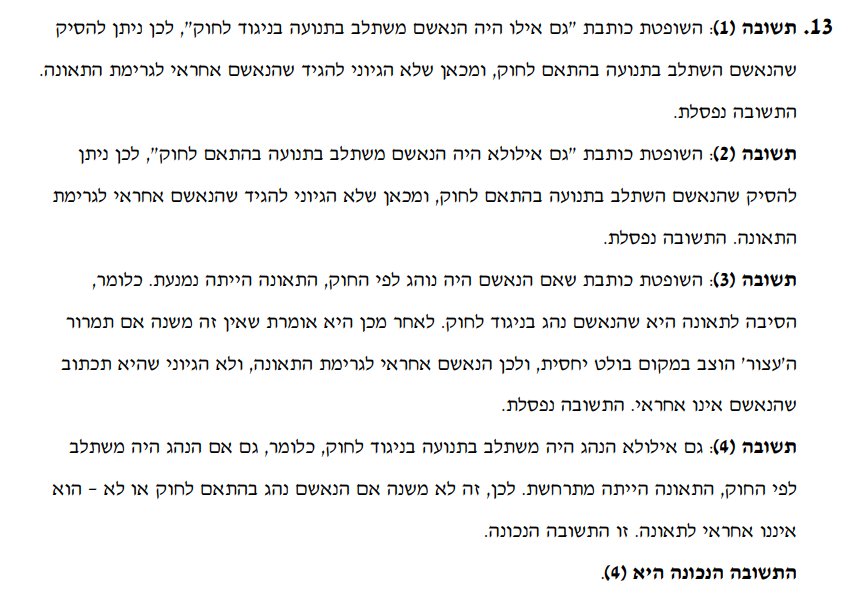 13. תשובה (1): השופטת כותבת "גם אילו היה הנאשם משתלב בתנועה בניגוד לחוק", לכן ניתן להסיק
שהנאשם השתלב בתנועה בהתאם לחוק, ומכאן שלא הגיוני להגיד שהנאשם אחראי לגרימת התאונה.
התשובה נפסלת.
תשובה (2): השופטת כותבת "גם אילולא היה הנאשם משתלב בתנועה בהתאם לחוק", לכן ניתן
להסיק שהנאשם השתלב בתנועה בהתאם לחוק, ומכאן שלא הגיוני להגיד שהנאשם אחראי לגרימת
התאונה. התשובה נפסלת.
תשובה (3): השופטת כותבת שאם הנאשם היה נוהג לפי החוק, התאונה הייתה נמנעת. כלומר,
הסיבה לתאונה היא שהנאשם נהג בניגוד לחוק. לאחר מכן היא אומרת שאין זה משנה אם תמרור
ה'עצור' הוצב במקום בולט יחסית, ולכן הנאשם אחראי לגרימת התאונה, ולא הגיוני שהיא תכתוב
שהנאשם אינו אחראי. התשובה נפסלת.
תשובה (4): גם אילולא הנהג היה משתלב בתנועה בניגוד לחוק, כלומר, גם אם הנהג היה משתלב
לפי החוק, התאונה הייתה מתרחשת. לכן, זה לא משנה אם הנאשם נהג בהתאם לחוק או לא – הוא
איננו אחראי לתאונה. זו התשובה הנכונה.
התשובה הנכונה היא (4).